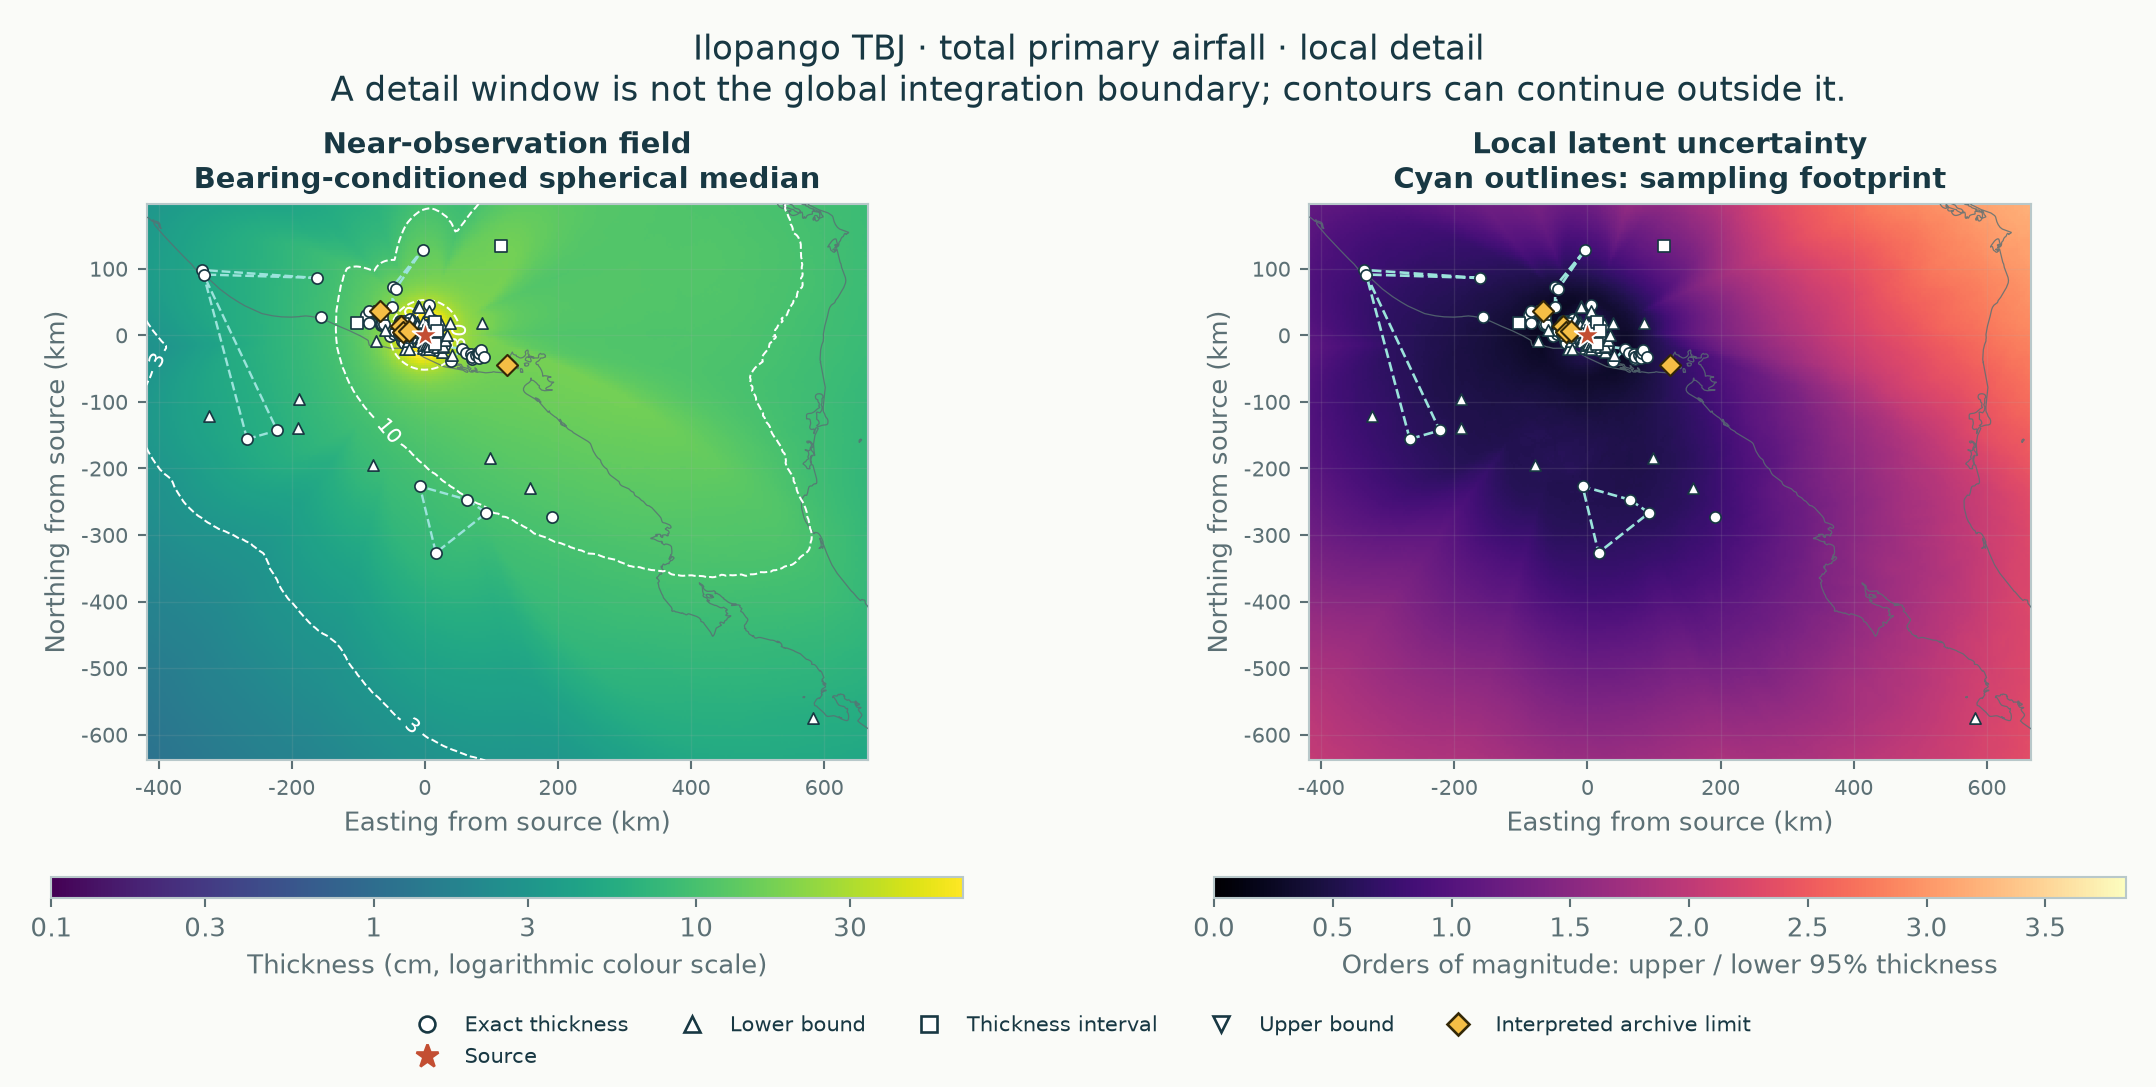 Ilopango TBJ · total primary airfall · local detail
A detail window is not the global integration boundary; contours can continue outside it.
Near-observation field
Bearing-conditioned spherical median
Northing from source (km)
100
0
-100
-200
-300
-400
-500
-600
3
10
3
-400
-200
0
200
400
600
Easting from source (km)
0.1
0.3
1
3
10
30
Thickness (cm, logarithmic colour scale)
Local latent uncertainty
Cyan outlines: sampling footprint
Northing from source (km)
100
0
-100
-200
-300
-400
-500
-600
-400
-200
0
200
400
600
Easting from source (km)
0.0
0.5
1.0
1.5
2.0
2.5
3.0
3.5
Orders of magnitude: upper / lower 95% thickness
Exact thickness
Lower bound
Thickness interval
Upper bound
Interpreted archive limit
Source